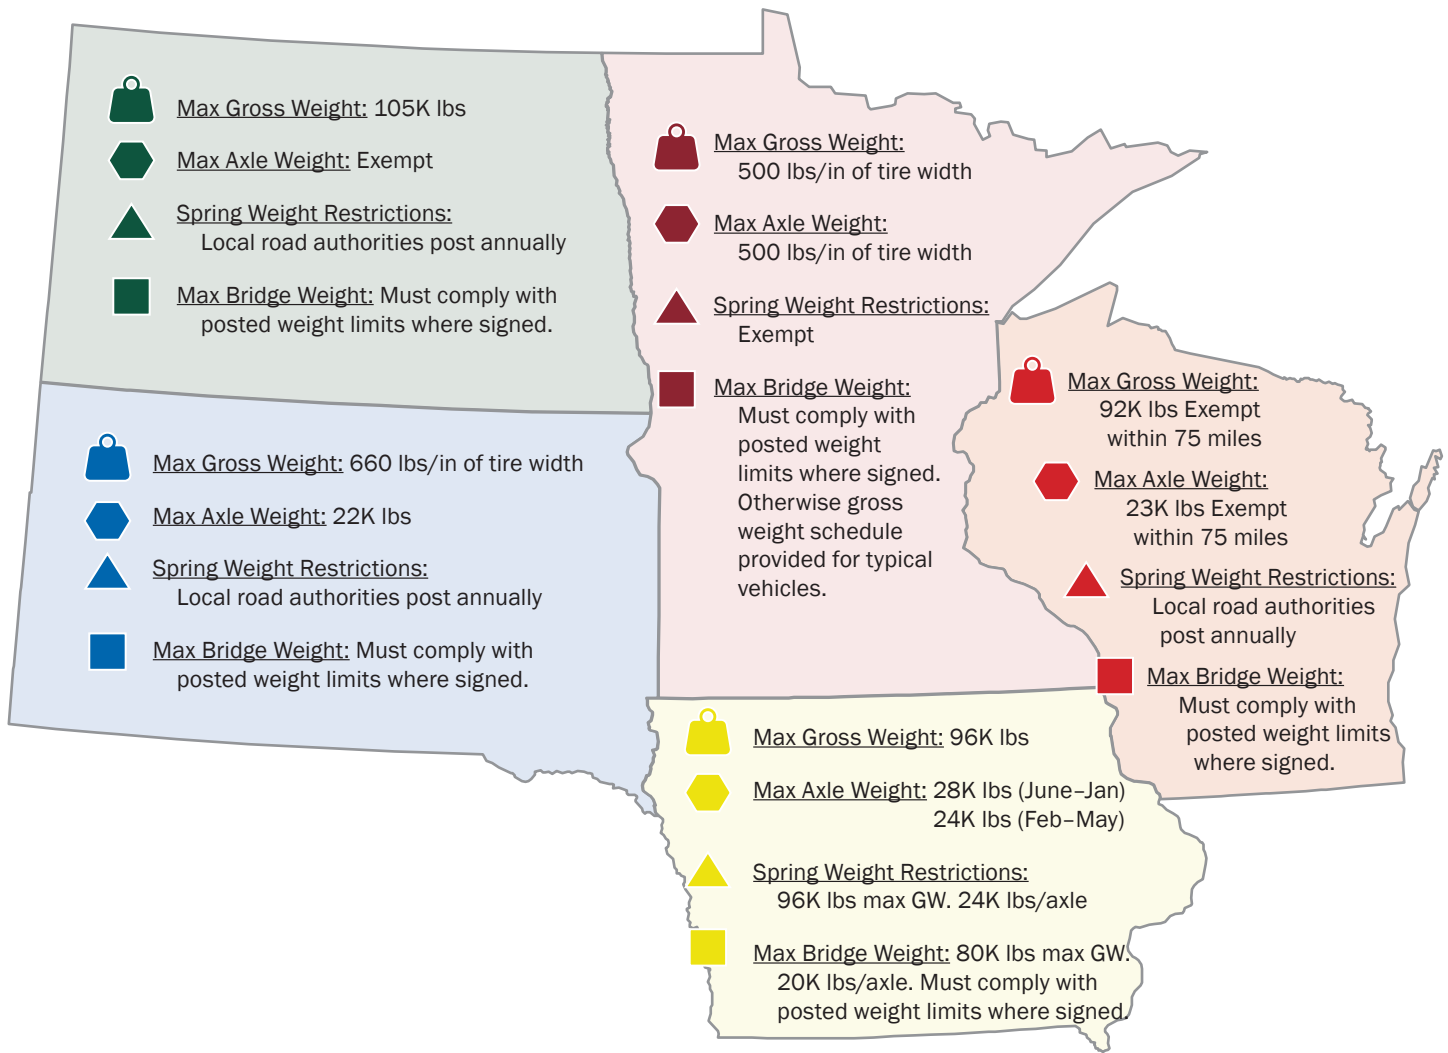 Max Gross Weight: 105K lbs
Max Axle Weight: Exempt
Spring Weight Restrictions:
Local road authorities post annually
Max Bridge Weight: Must comply with
posted weight limits where signed.
Max Gross Weight:
500 lbs/in of tire width
Max Axle Weight:
500 lbs/in of tire width
Spring Weight Restrictions:
Exempt
Max Bridge Weight:
Must comply with
posted weight
limits where signed.
Otherwise gross
weight schedule
provided for typical
vehicles.
Max Gross Weight:
92K lbs Exempt
within 75 miles
Max Axle Weight:
23K lbs Exempt
within 75 miles
Spring Weight Restrictions:
Local road authorities
post annually
Max Bridge Weight:
Must comply with
posted weight limits
where signed.
Max Gross Weight: 660 lbs/in of tire width
Max Axle Weight: 22K lbs
Spring Weight Restrictions:
Local road authorities post annually
Max Bridge Weight: Must comply with
posted weight limits where signed.
Max Gross Weight: 96K lbs
Max Axle Weight: 28K lbs (June–Jan)
24K lbs (Feb–May)
Spring Weight Restrictions:
96K lbs max GW. 24K lbs/axle
Max Bridge Weight: 80K lbs max GW.
20K lbs/axle. Must comply with
posted weight limits where signed.